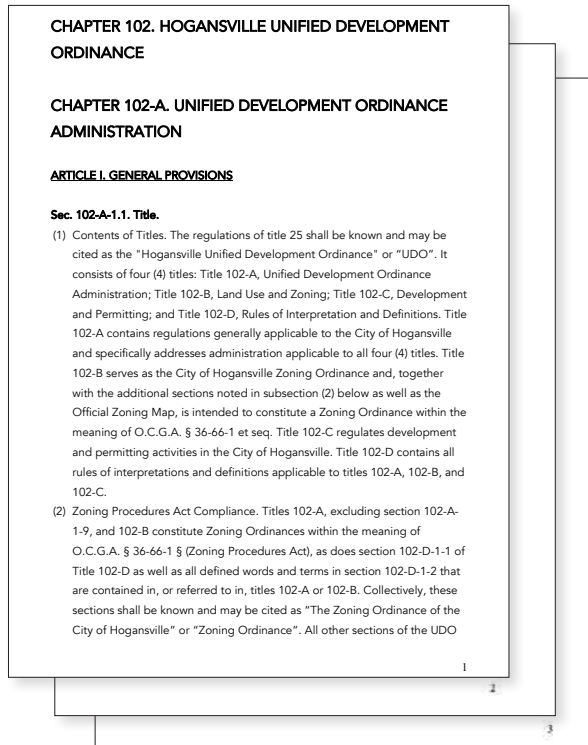 CHAPTER 102. HOGANSVILLE UNIFIED DEVELOPMENT
ORDINANCE
CHAPTER 102-A. UNIFIED DEVELOPMENT ORDINANCE
ADMINISTRATION
ARTICLE I. GENERAL PROVISIONS
Sec. 102-A-1.1. Title.
(1) Contents of Titles. The regulations of title 25 shall be known and may be
cited as the "Hogansville Unified Development Ordinance" or “UDO”. It
consists of four (4) titles: Title 102-A, Unified Development Ordinance
Administration; Title 102-B, Land Use and Zoning; Title 102-C, Development
and Permitting; and Title 102-D, Rules of Interpretation and Definitions. Title
102-A contains regulations generally applicable to the City of Hogansville
and specifically addresses administration applicable to all four (4) titles. Title
102-B serves as the City of Hogansville Zoning Ordinance and, together
with the additional sections noted in subsection (2) below as well as the
Official Zoning Map, is intended to constitute a Zoning Ordinance within the
meaning of O.C.G.A. § 36-66-1 et seq. Title 102-C regulates development
and permitting activities in the City of Hogansville. Title 102-D contains all
rules of interpretations and definitions applicable to titles 102-A, 102-B, and
102-C.
(2) Zoning Procedures Act Compliance. Titles 102-A, excluding section 102-A-
1-9, and 102-B constitute Zoning Ordinances within the meaning of
O.C.G.A. § 36-66-1 § (Zoning Procedures Act), as does section 102-D-1-1 of
Title 102-D as well as all defined words and terms in section 102-D-1-2 that
are contained in, or referred to in, titles 102-A or 102-B. Collectively, these
sections shall be known and may be cited as “The Zoning Ordinance of the
City of Hogansville” or “Zoning Ordinance”. All other sections of the UDO
1
2
3